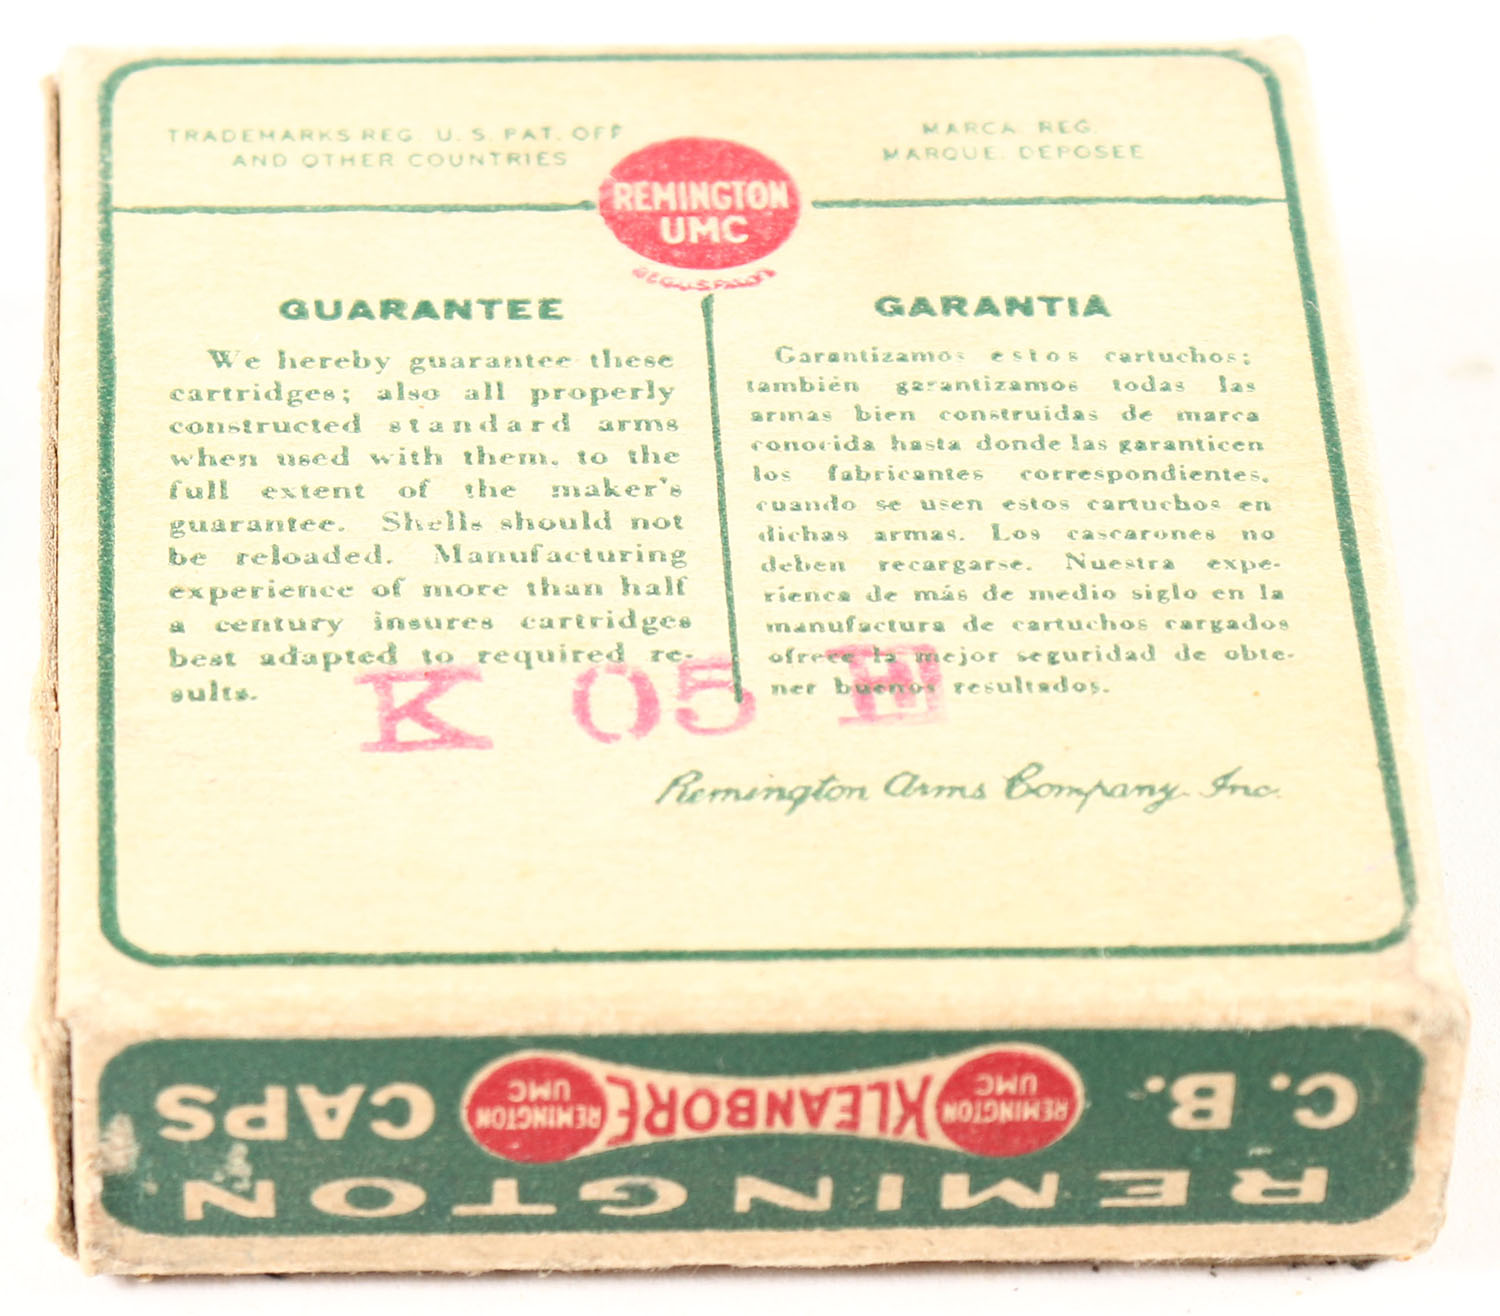 TRADEMARKS REG. U. S. PAT. OFF
AND OTHER COUNTRIES
MARCA REG.
MARQUE DEPOSEE
REMINGTON
UMC
REG. U.S. PAT. OFF.
GUARANTEE
We hereby guarantee these
cartridges; also all properly
constructed standard arms
when used with them, to the
full extent of the maker's
guarantee. Shells should not
be reloaded. Manufacturing
experience of more than half
a century insures cartridges
best adapted to required re-
sults.
GARANTIA
Garantizamos estos cartuchos;
también garantizamos todas las
armas bien construidas de marca
conocida hasta donde las garanticen
los fabricantes correspondientes,
cuando se usen estos cartuchos en
dichas armas. Los cascarones no
deben recargarse. Nuestra expe-
rienca de más de medio siglo en la
manufactura de cartuchos cargados
ofrece la mejor seguridad de obte-
ner buenos resultados.
K 05 E
Remington Arms Company, Inc.
REMINGTON
C. B.
REMINGTON
UMC
KLEANBORE
REMINGTON
UMC
CAPS